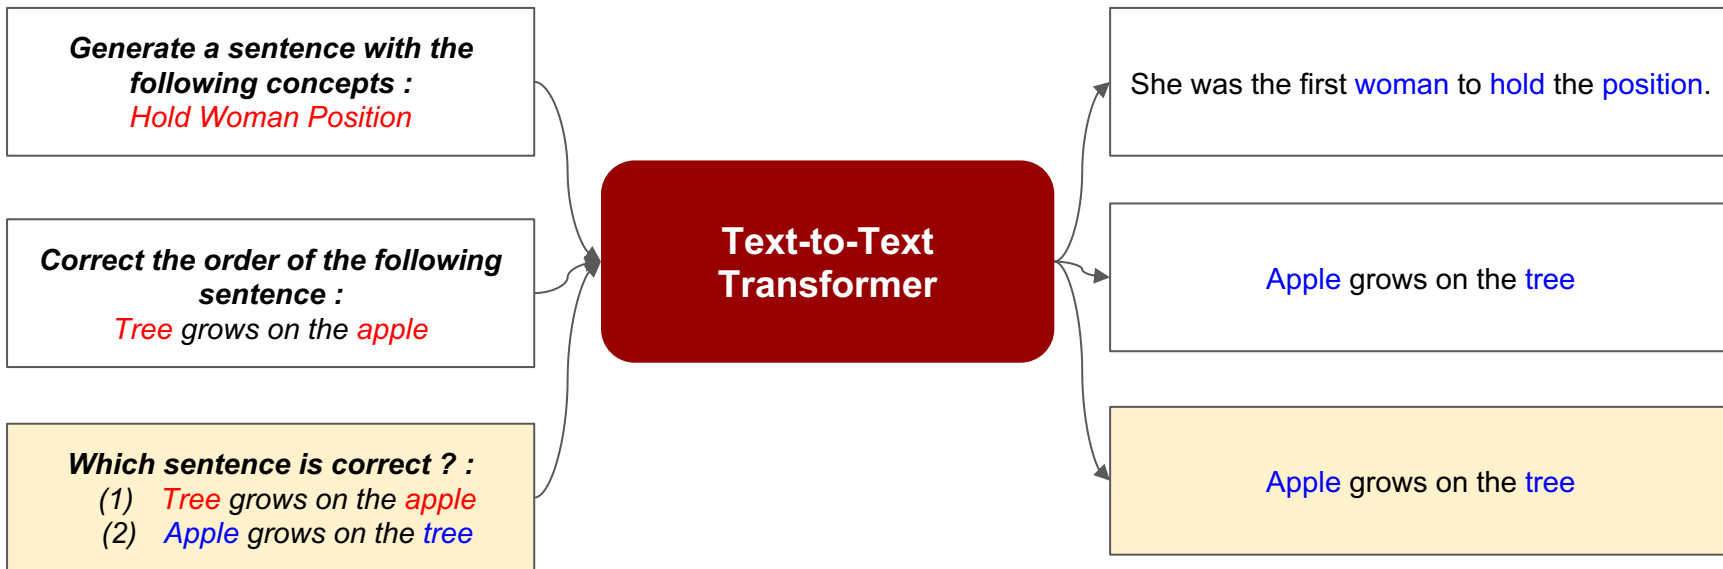 Generate a sentence with the
following concepts :
Hold Woman Position
Correct the order of the following
sentence :
Tree grows on the apple
Which sentence is correct ? :
(1) Tree grows on the apple
(2) Apple grows on the tree
Text-to-Text
Transformer
She was the first woman to hold the position.
Apple grows on the tree
Apple grows on the tree